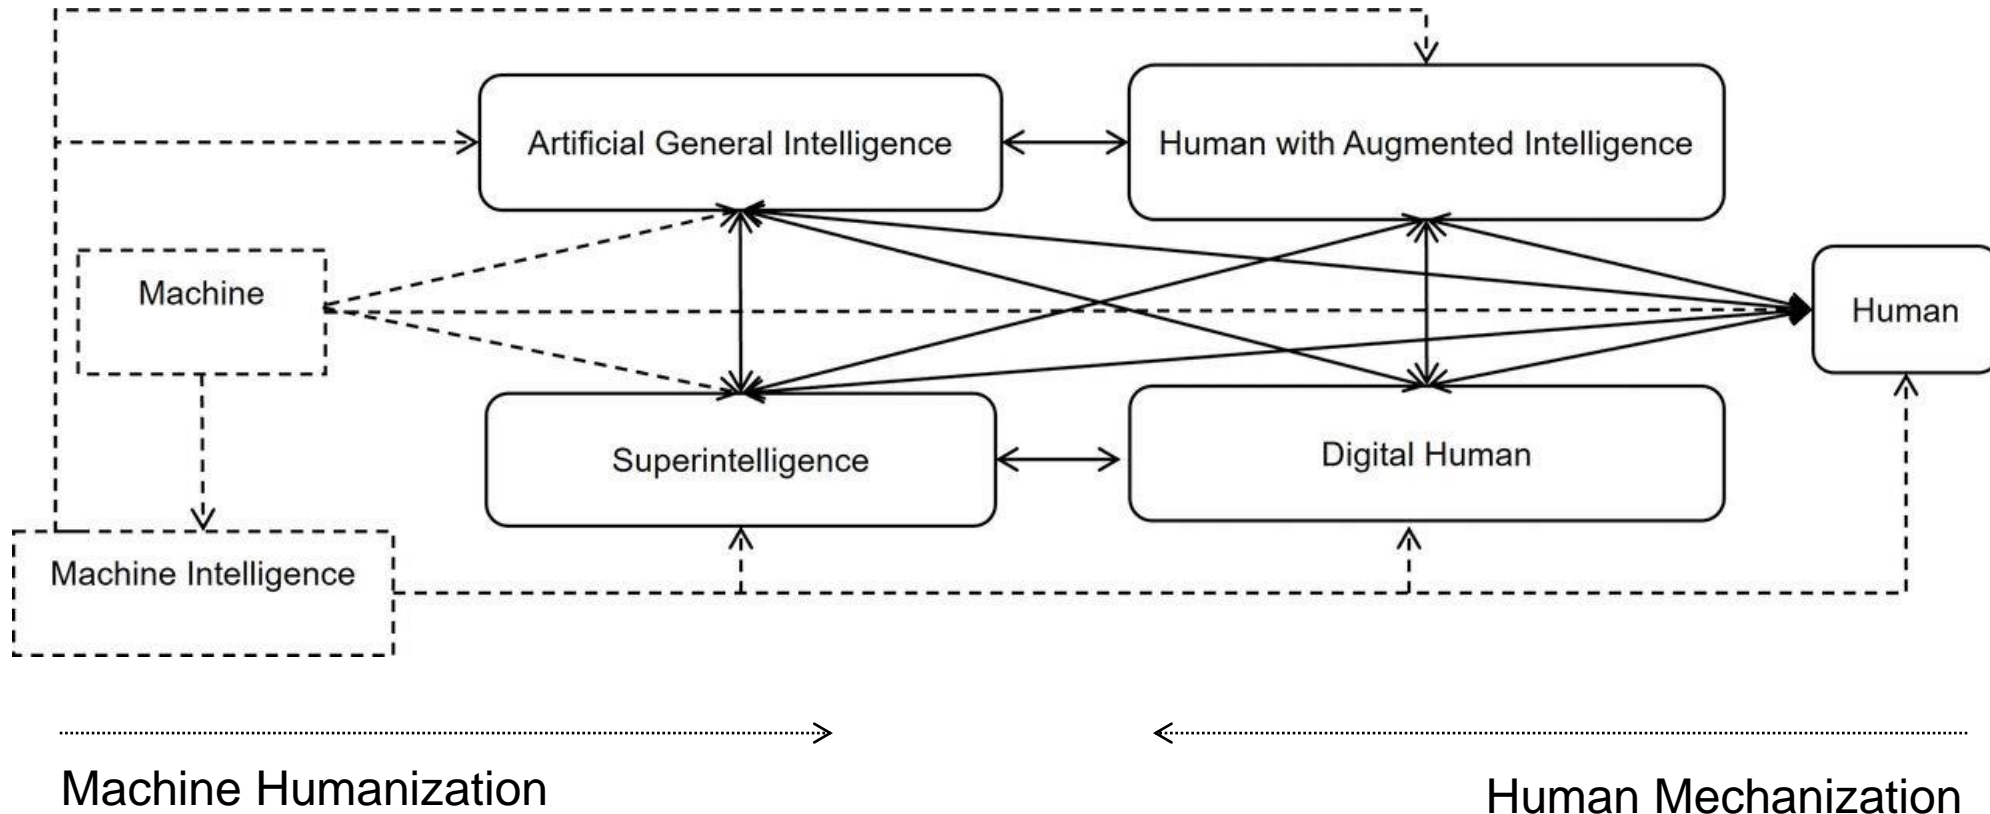 Artificial General Intelligence
Human with Augmented Intelligence
Machine
Human
Superintelligence
Digital Human
Machine Intelligence
Machine Humanization
Human Mechanization